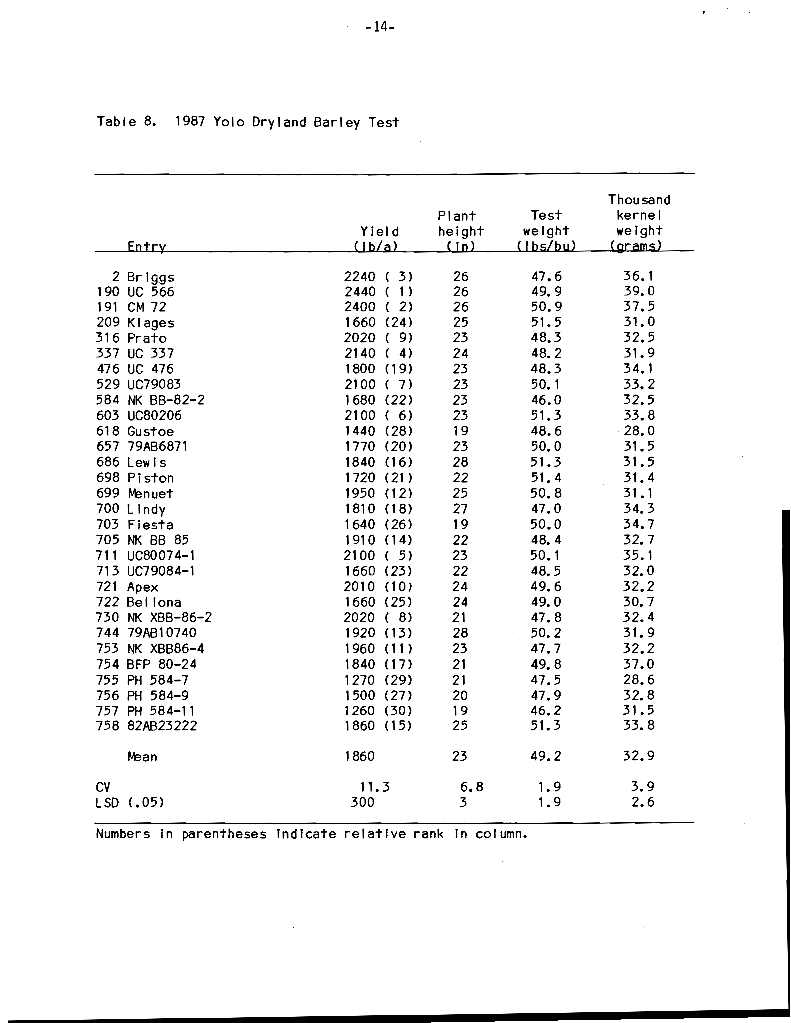 -14-
Table 8. 1987 Yolo Dryland Barley Test
Thousand
Plant Test kernel
Yield height weight weight
Entry (lb/a) (in) (lbs/bu) (grams)
2 Briggs 2240 ( 3) 26 47.6 36.1
190 UC 566 2440 ( 1) 26 49.9 39.0
191 CM 72 2400 ( 2) 26 50.9 37.5
209 Klages 1660 (24) 25 51.5 31.0
316 Prato 2020 ( 9) 23 48.3 32.5
337 UC 337 2140 ( 4) 24 48.2 31.9
476 UC 476 1800 (19) 23 48.3 34.1
529 UC79083 2100 ( 7) 23 50.1 33.2
584 NK BB-82-2 1680 (22) 23 46.0 32.5
603 UC80206 2100 ( 6) 23 51.3 33.8
618 Gustoe 1440 (28) 19 48.6 28.0
657 79AB6871 1770 (20) 23 50.0 31.5
686 Lewis 1840 (16) 28 51.3 31.5
698 Piston 1720 (21) 22 51.4 31.4
699 Menuet 1950 (12) 25 50.8 31.1
700 Lindy 1810 (18) 27 47.0 34.3
703 Fiesta 1640 (26) 19 50.0 34.7
705 NK BB 85 1910 (14) 22 48.4 32.7
711 UC80074-1 2100 ( 5) 23 50.1 35.1
713 UC79084-1 1660 (23) 22 48.5 32.0
721 Apex 2010 (10) 24 49.6 32.2
722 Bellona 1660 (25) 24 49.0 30.7
730 NK XBB-86-2 2020 ( 8) 21 47.8 32.4
744 79AB10740 1920 (13) 28 50.2 31.9
753 NK XBB86-4 1960 (11) 23 47.7 32.2
754 BFP 80-24 1840 (17) 21 49.8 37.0
755 PH 584-7 1270 (29) 21 47.5 28.6
756 PH 584-9 1500 (27) 20 47.9 32.8
757 PH 584-11 1260 (30) 19 46.2 31.5
758 82AB23222 1860 (15) 25 51.3 33.8
Mean 1860 23 49.2 32.9
CV 11.3 6.8 1.9 3.9
LSD (.05) 300 3 1.9 2.6
Numbers in parentheses indicate relative rank in column.